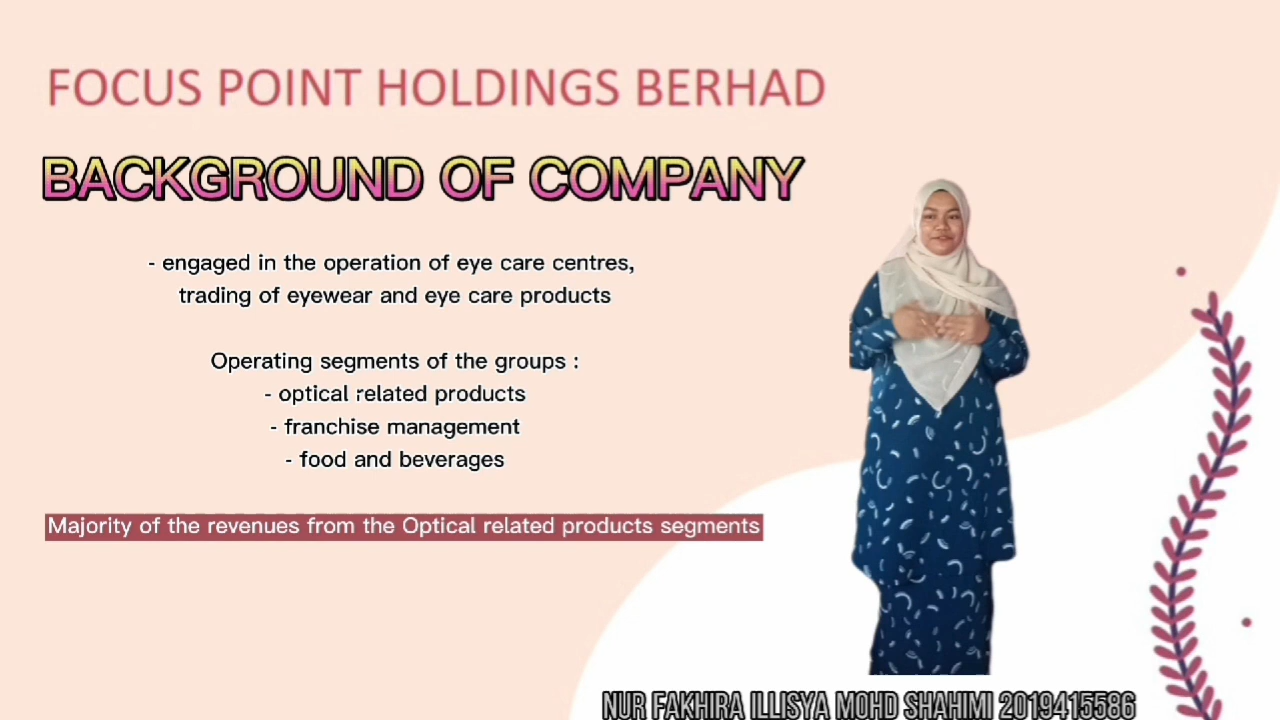 FOCUS POINT HOLDINGS BERHAD
BACKGROUND OF COMPANY
- engaged in the operation of eye care centres,
trading of eyewear and eye care products
Operating segments of the groups :
- optical related products
- franchise management
- food and beverages
Majority of the revenues from the Optical related products segments
NUR FAKHIRA ILLISYA MOHD SHAHIMI 2019415586